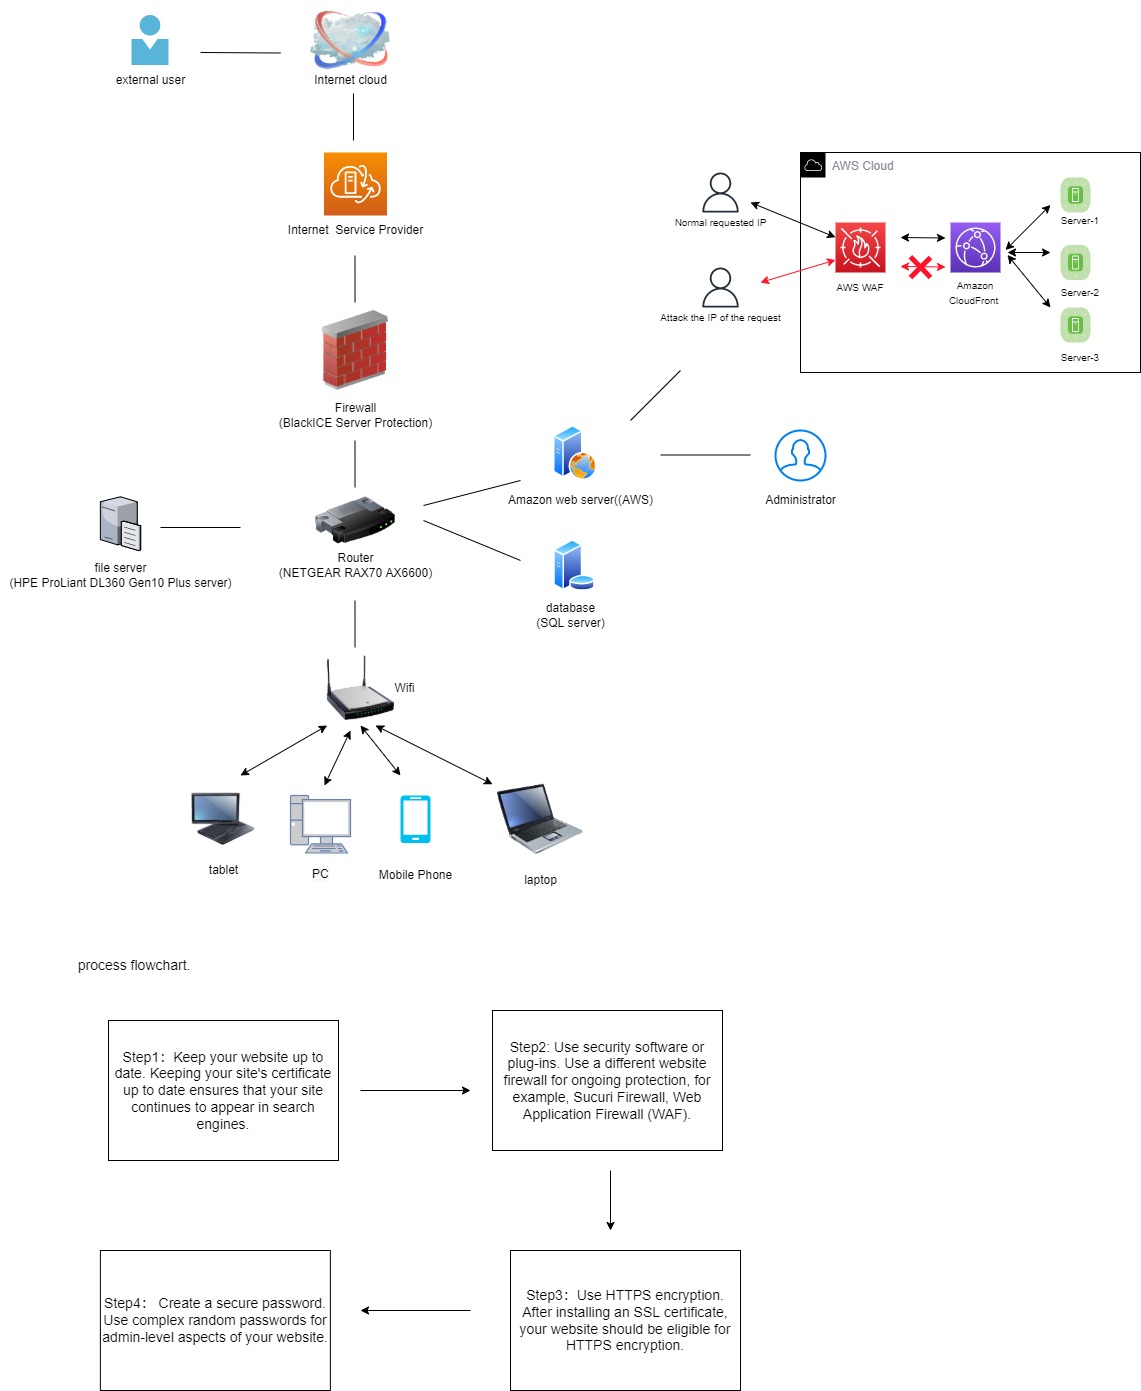 external user
Internet cloud
Internet  Service Provider
AWS Cloud
Normal requested IP
Server-1
AWS WAF
Amazon
CloudFront
Server-2
Attack the IP of the request
Server-3
Firewall
(BlackICE Server Protection)
Amazon web server((AWS)
Administrator
file server
(HPE ProLiant DL360 Gen10 Plus server)
Router
(NETGEAR RAX70 AX6600)
database
(SQL server)
Wifi
tablet
PC
Mobile Phone
laptop
process flowchart.
Step1：Keep your website up to
date. Keeping your site's certificate
up to date ensures that your site
continues to appear in search
engines.
Step2: Use security software or
plug-ins. Use a different website
firewall for ongoing protection, for
example, Sucuri Firewall, Web
Application Firewall (WAF).
Step3：Use HTTPS encryption.
After installing an SSL certificate,
your website should be eligible for
HTTPS encryption.
Step4： Create a secure password.
Use complex random passwords for
admin-level aspects of your website.